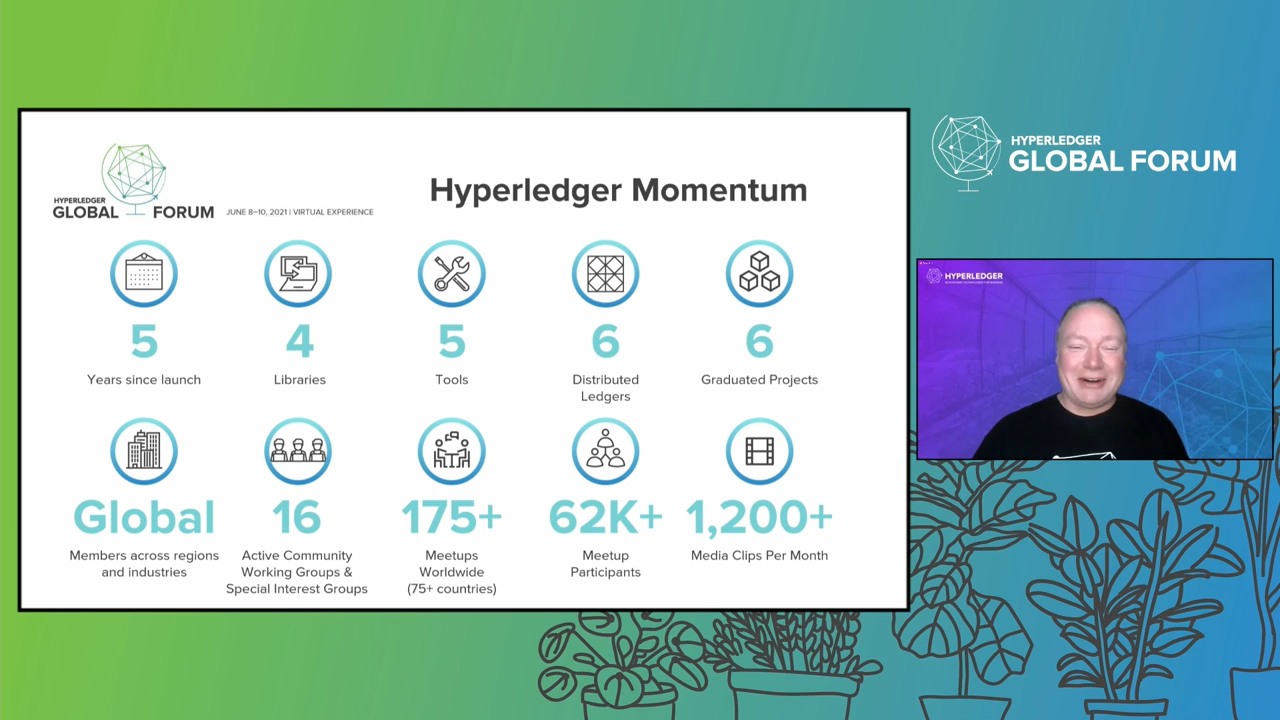 HYPERLEDGER
GLOBAL FORUM
JUNE 8–10, 2021 | VIRTUAL EXPERIENCE
Hyperledger Momentum
5
Years since launch
4
Libraries
5
Tools
6
Distributed
Ledgers
6
Graduated Projects
Global
Members across regions
and industries
16
Active Community
Working Groups &
Special Interest Groups
175+
Meetups
Worldwide
(75+ countries)
62K+
Meetup
Participants
1,200+
Media Clips Per Month
HYPERLEDGER
GLOBAL FORUM
HYPERLEDGER